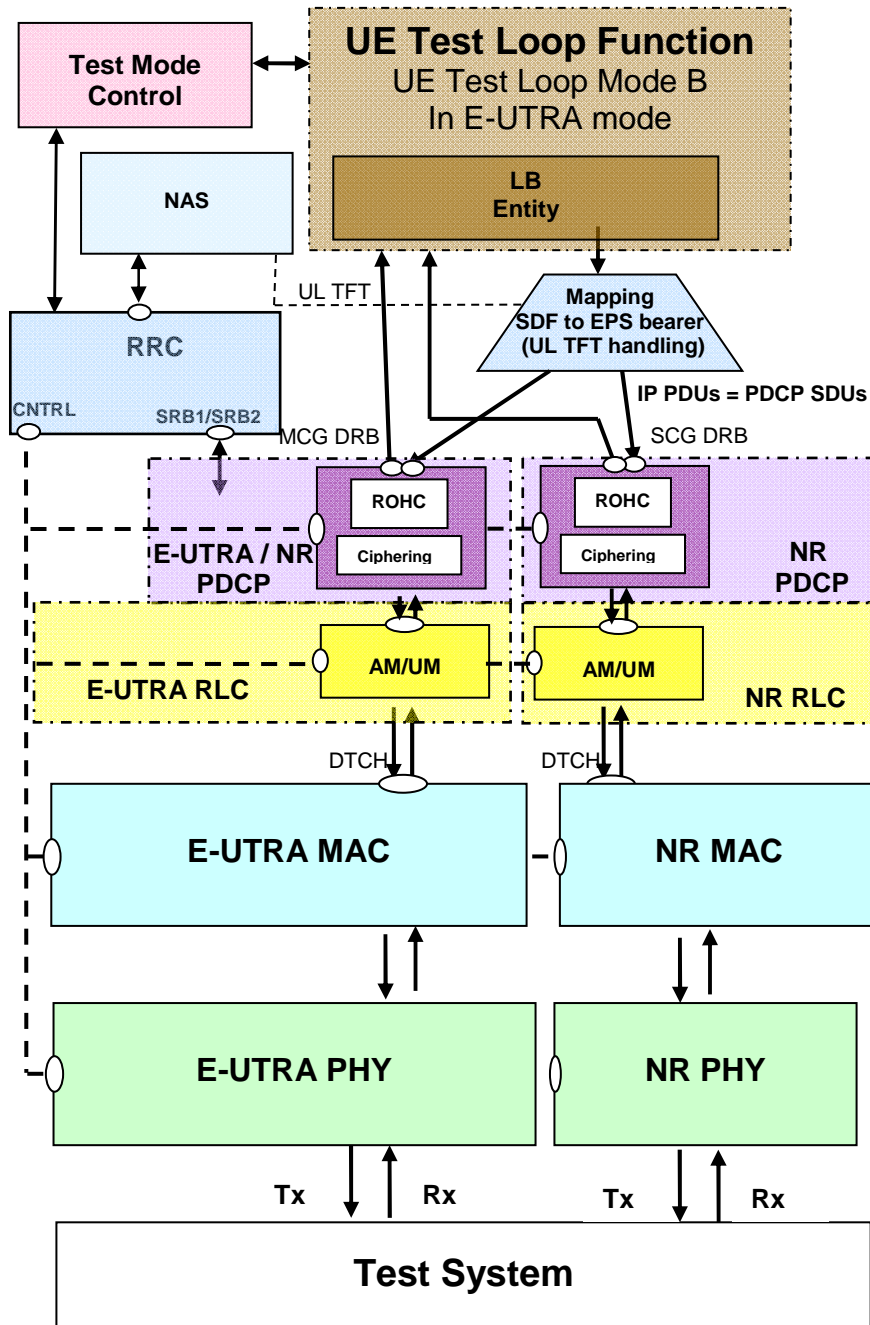 UE Test Loop Function
UE Test Loop Mode B
In E-UTRA mode
Test Mode
Control
LB
Entity
NAS
UL TFT
Mapping
SDF to EPS bearer
(UL TFT handling)
RRC
CNTRL
SRB1/SRB2
IP PDUs = PDCP SDUs
MCG DRB
SCG DRB
ROHC
Ciphering
E-UTRA / NR
PDCP
ROHC
Ciphering
NR
PDCP
AM/UM
E-UTRA RLC
AM/UM
NR RLC
DTCH
DTCH
E-UTRA MAC
NR MAC
E-UTRA PHY
NR PHY
Tx
Rx
Tx
Rx
Test System